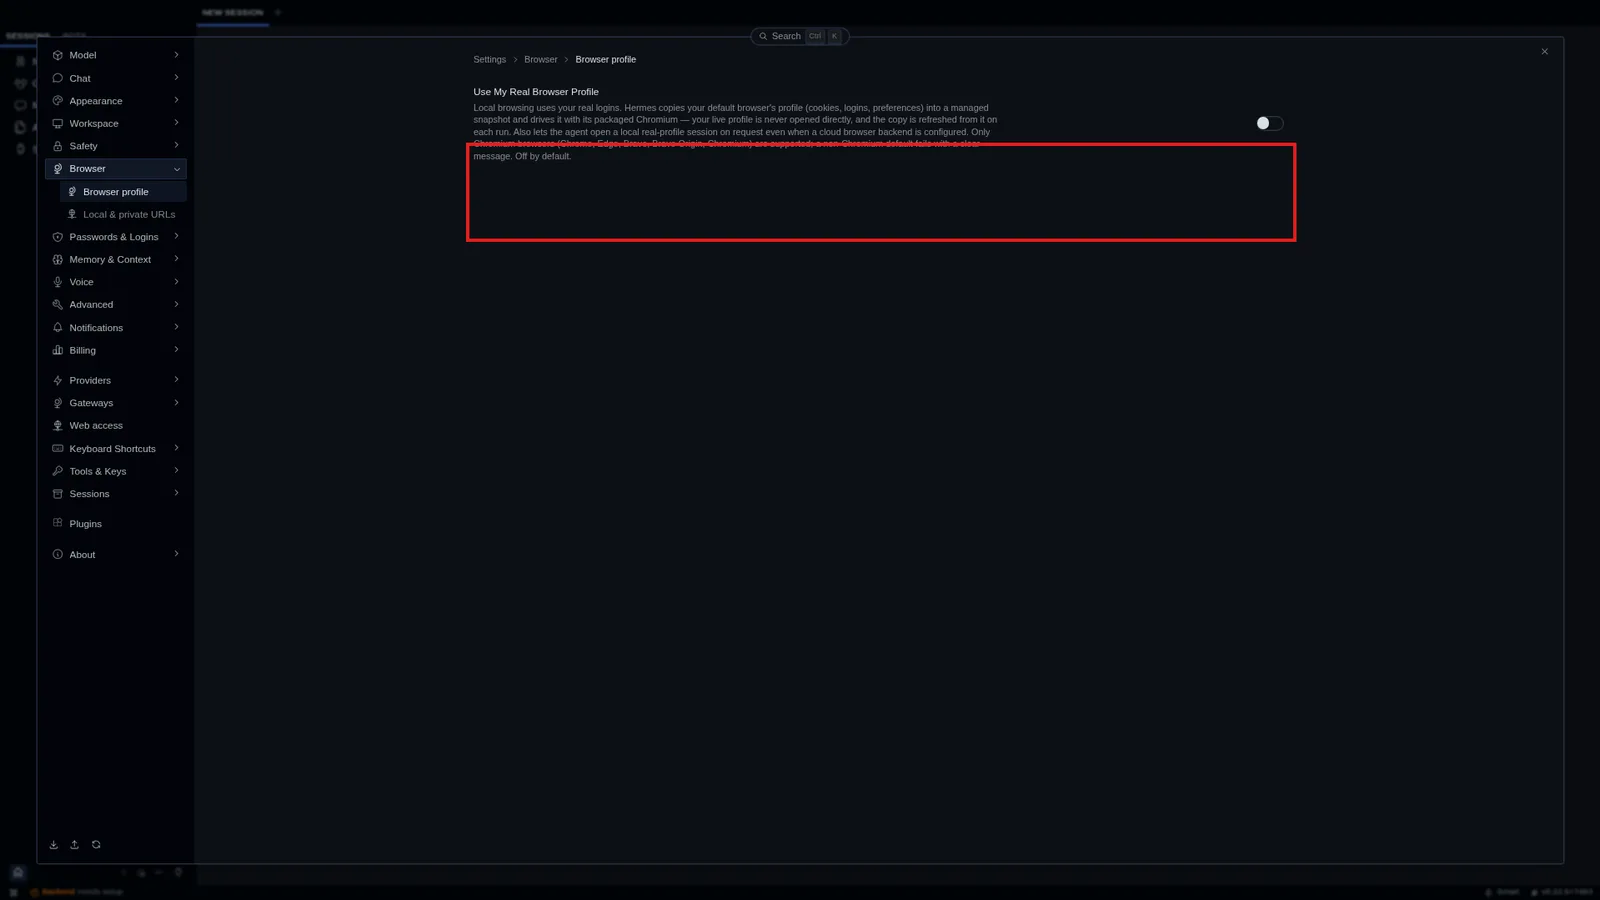 NEW SESSION +
SESSIONS
Search Ctrl K
Model
Chat
Appearance
Workspace
Safety
Browser
Browser profile
Local & private URLs
Passwords & Logins
Memory & Context
Voice
Advanced
Notifications
Billing
Providers
Gateways
Web access
Keyboard Shortcuts
Tools & Keys
Sessions
Plugins
About
Settings > Browser > Browser profile
Use My Real Browser Profile
Local browsing uses your real logins. Hermes copies your default browser's profile (cookies, logins, preferences) into a managed
snapshot and drives it with its packaged Chromium — your live profile is never opened directly, and the copy is refreshed from it on
each run. Also lets the agent open a local real-profile session on request even when a cloud browser backend is configured. Only
Chromium browsers (Chrome, Edge, Brave, Brave Origin, Chromium) are supported; a non-Chromium default fails with a clear
message. Off by default.
Backend needs setup